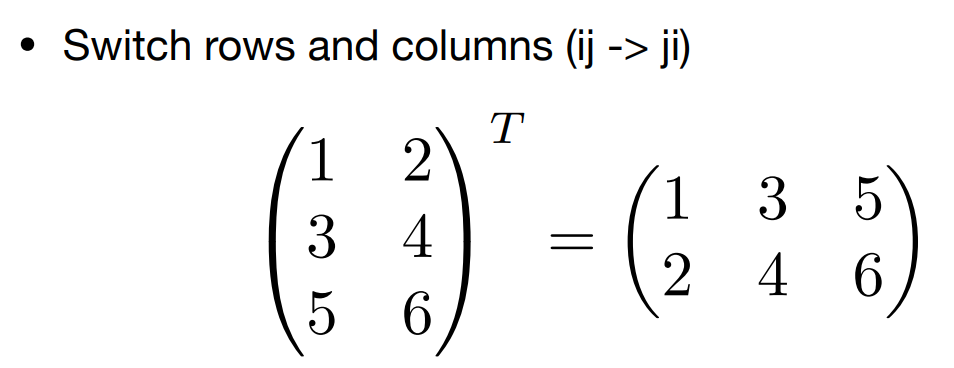 • Switch rows and columns (ij -> ji)
(1 2
3 4
5 6)^T = (1 3 5
2 4 6)